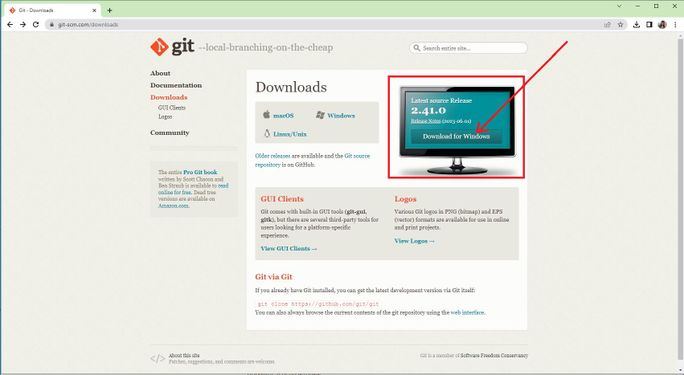 Git - Downloads
git-scm.com/downloads
git --local-branching-on-the-cheap
Search entire site...
About
Documentation
Downloads
GUI Clients
Logos
Community
The entire Pro Git book
written by Scott Chacon and
Ben Straub is available to read
online for free. Dead tree
versions are available on
Amazon.com.
Downloads
macOS
Windows
Linux/Unix
Older releases are available and the Git source
repository is on GitHub.
Latest source Release
2.41.0
Release Notes (2023-06-01)
Download for Windows
GUI Clients
Git comes with built-in GUI tools (git-gui,
gitk), but there are several third-party tools for
users looking for a platform-specific
experience.
View GUI Clients →
Logos
Various Git logos in PNG (bitmap) and EPS
(vector) formats are available for use in online
and print projects.
View Logos →
Git via Git
If you already have Git installed, you can get the latest development version via Git itself:
git clone https://github.com/git/git
You can also always browse the current contents of the git repository using the web interface.
About this site
Patches, suggestions, and comments are welcome.
Git is a member of Software Freedom Conservancy